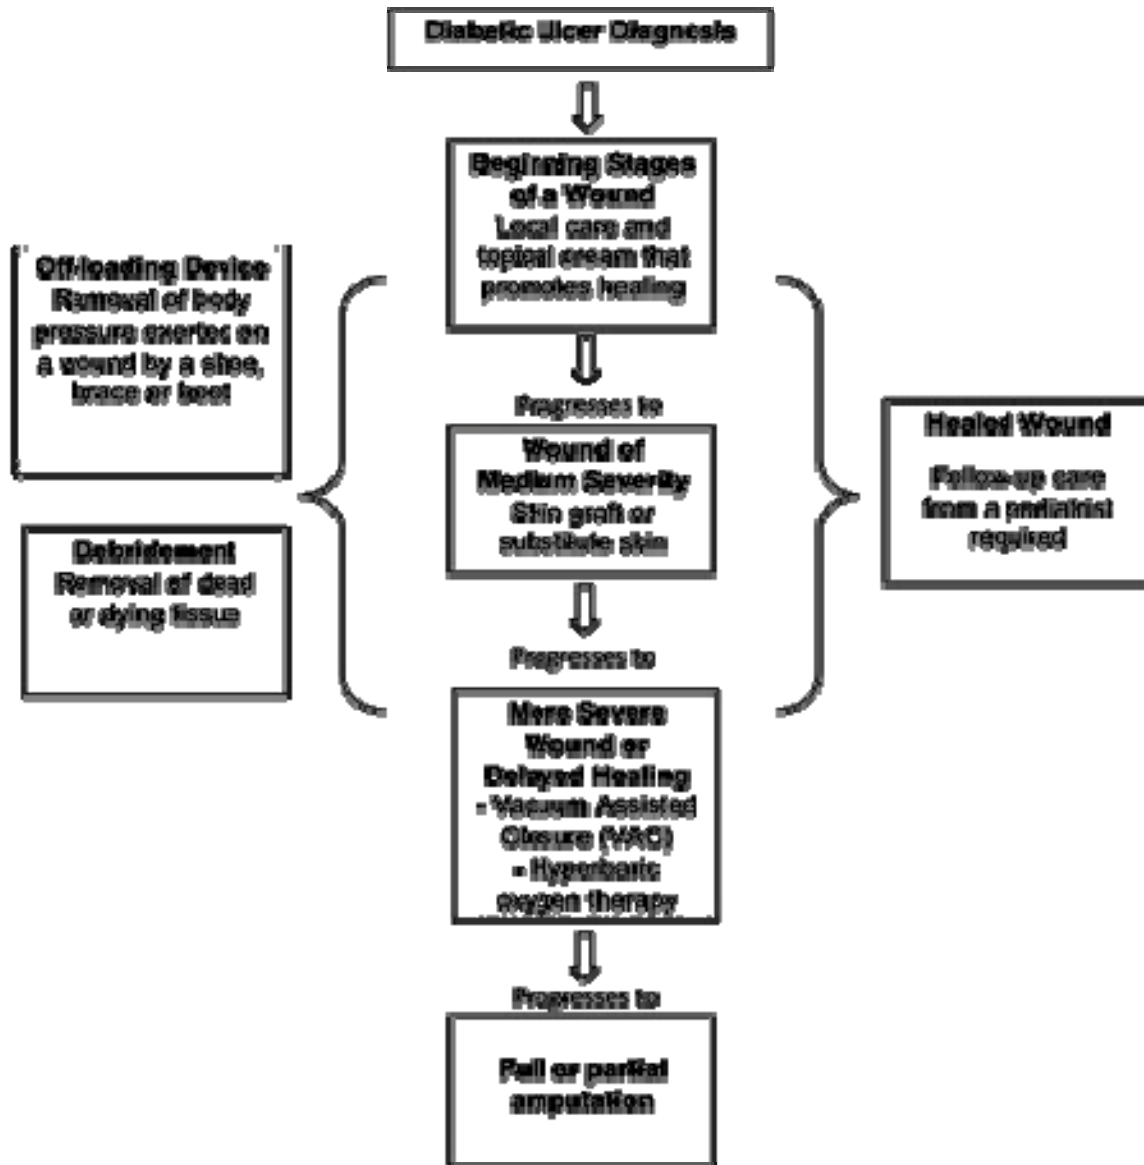 Diabetic Ulcer Diagnosis
Beginning Stages
of a Wound
Local care and
topical cream that
promotes healing
Off-loading Device
Removal of body
pressure exerted on
a wound by a shoe,
brace or boot
Progresses to
Wound of
Medium Severity
Skin graft or
substitute skin
Healed Wound
Follow-up care
from a podiatrist
required
Debridement
Removal of dead
or dying tissue
Progresses to
More Severe
Wound or
Delayed Healing
- Vacuum Assisted
Closure (VAC)
- Hyperbaric
oxygen therapy
Progresses to
Full or partial
amputation